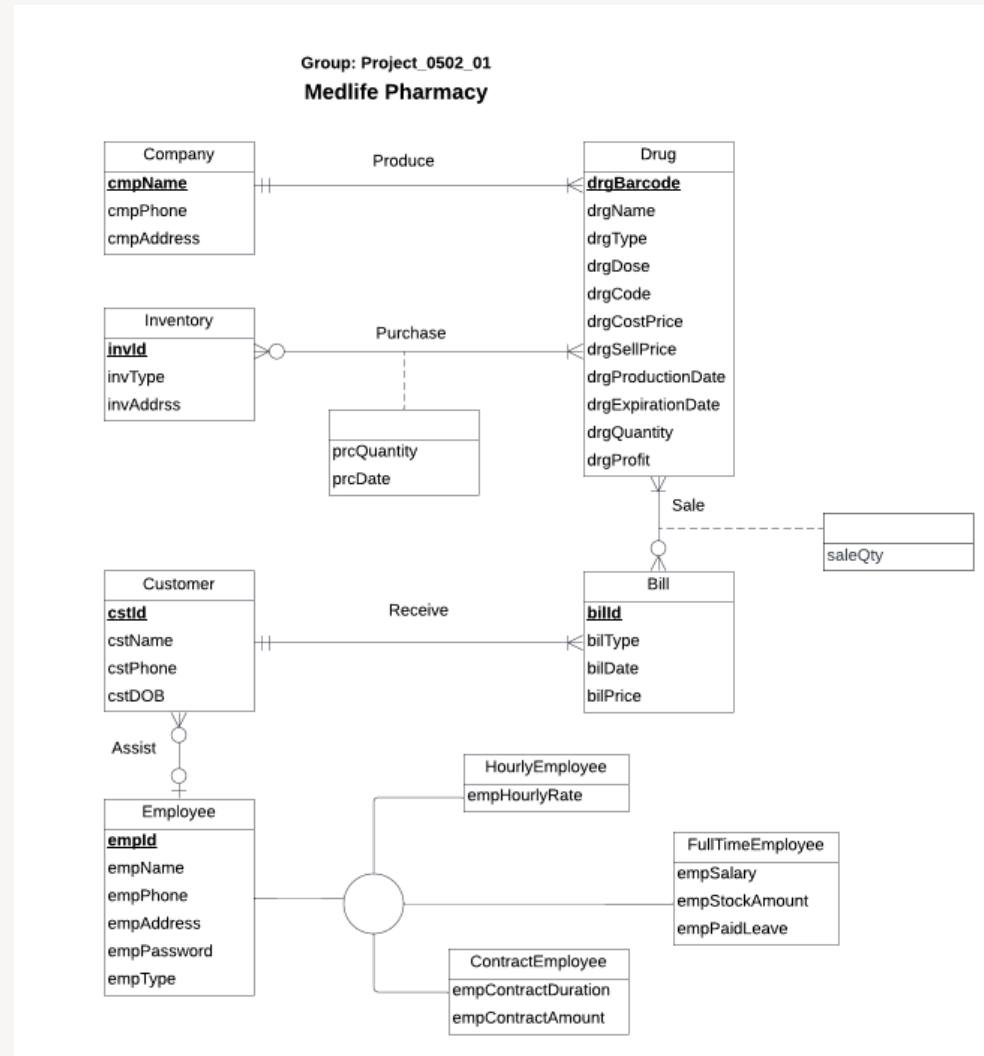 Group: Project_0502_01
Medlife Pharmacy
Company
cmpName
cmpPhone
cmpAddress
Produce
Drug
drgBarcode
drgName
drgType
drgDose
drgCode
drgCostPrice
drgSellPrice
drgProductionDate
drgExpirationDate
drgQuantity
drgProfit
Inventory
invId
invType
invAddrss
Purchase
prcQuantity
prcDate
Sale
saleQty
Customer
cstId
cstName
cstPhone
cstDOB
Receive
Bill
billd
bilType
bilDate
bilPrice
Assist
Employee
empId
empName
empPhone
empAddress
empPassword
empType
HourlyEmployee
empHourlyRate
FullTimeEmployee
empSalary
empStockAmount
empPaidLeave
ContractEmployee
empContractDuration
empContractAmount